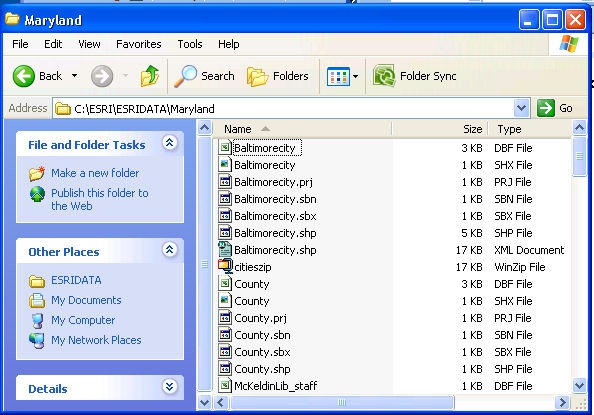 Maryland
File Edit View Favorites Tools Help
Back Search Folders Folder Sync
Address C:\ESRI\ESRIDATA\Maryland Go
File and Folder Tasks
Make a new folder
Publish this folder to
the Web
Other Places
ESRIDATA
My Documents
My Computer
My Network Places
Details
Name Size Type
Baltimorecity 3 KB DBF File
Baltimorecity 1 KB SHX File
Baltimorecity.prj 1 KB PRJ File
Baltimorecity.sbn 1 KB SBN File
Baltimorecity.sbx 1 KB SBX File
Baltimorecity.shp 5 KB SHP File
Baltimorecity.shp 17 KB XML Document
citieszip 17 KB WinZip File
County 3 KB DBF File
County 1 KB SHX File
County.prj 1 KB PRJ File
County.sbn 1 KB SBN File
County.sbx 1 KB SBX File
County.shp 1 KB SHP File
McKeldinLib_staff 1 KB DBF File